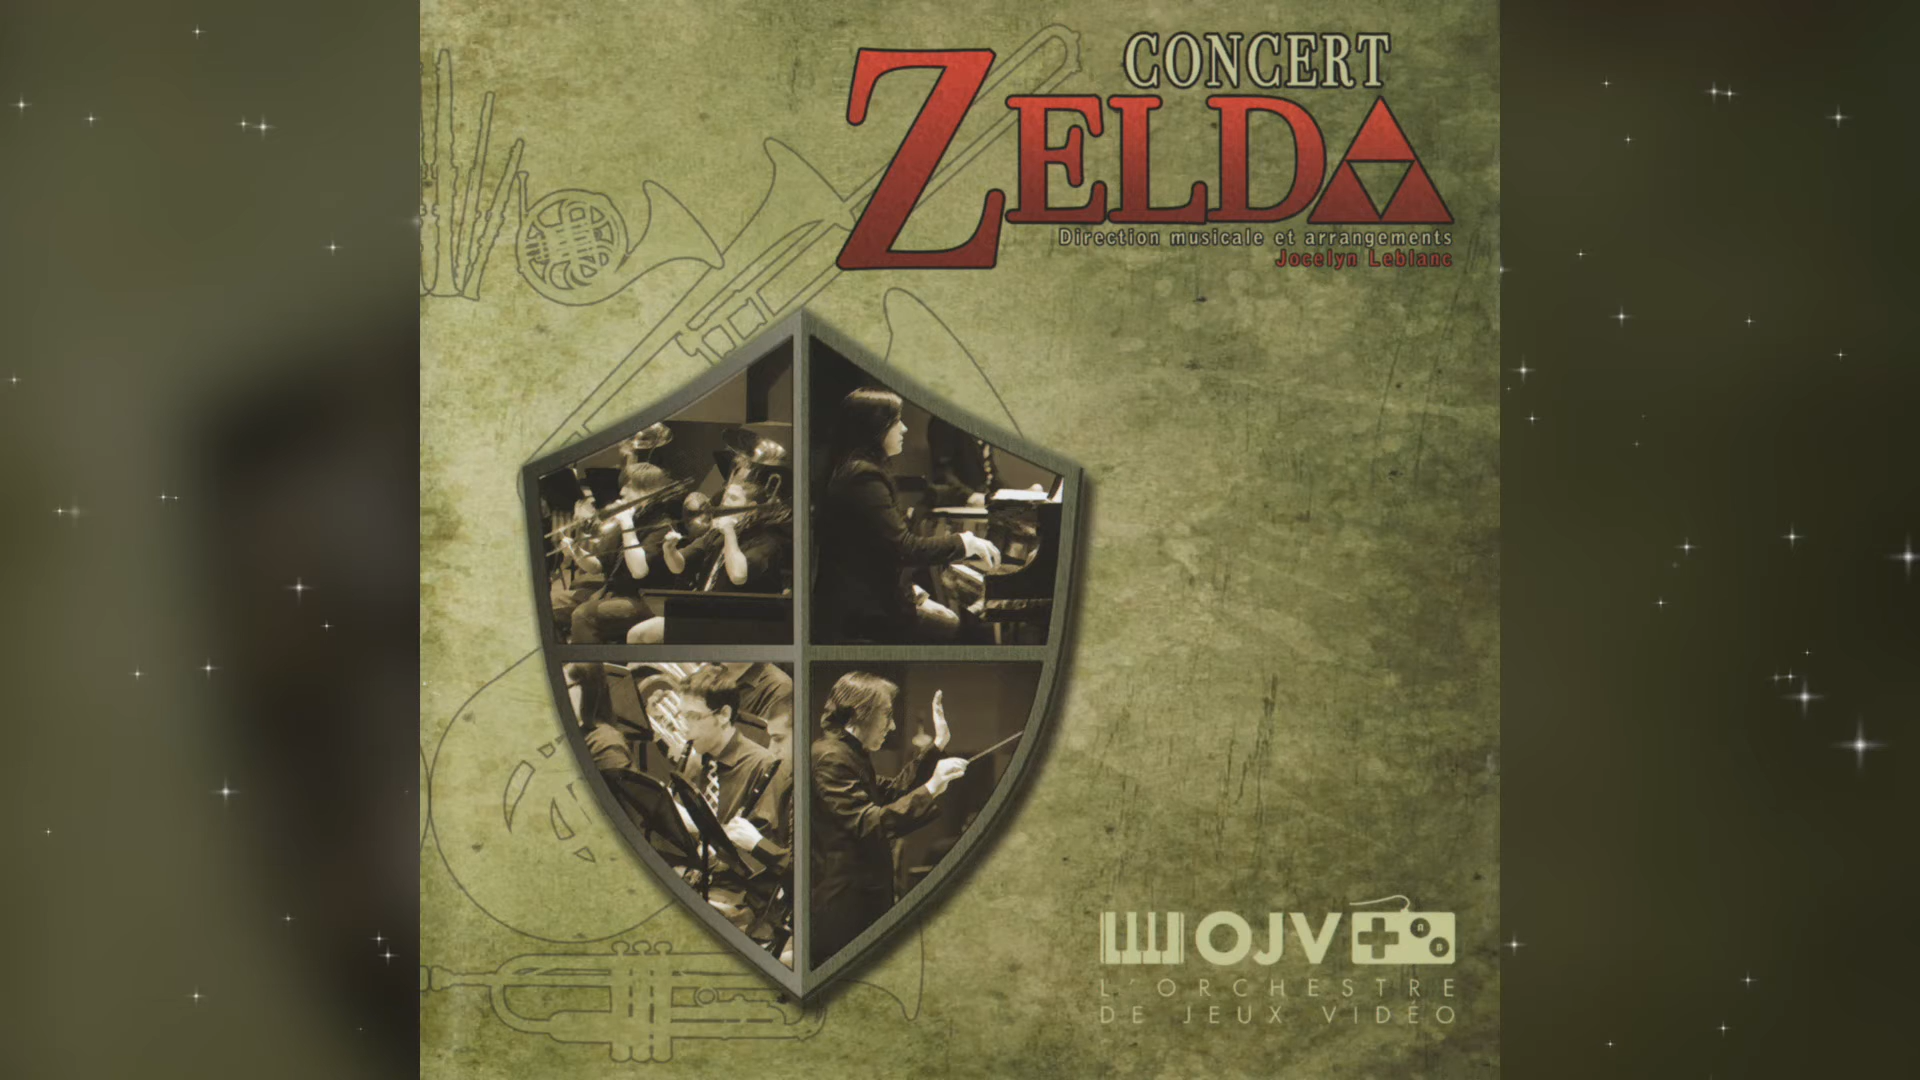 CONCERT
ZELDA
Direction musicale et arrangements
Jocelyn Leblanc
OJV
L'ORCHESTRE
DE JEUX VIDÉO